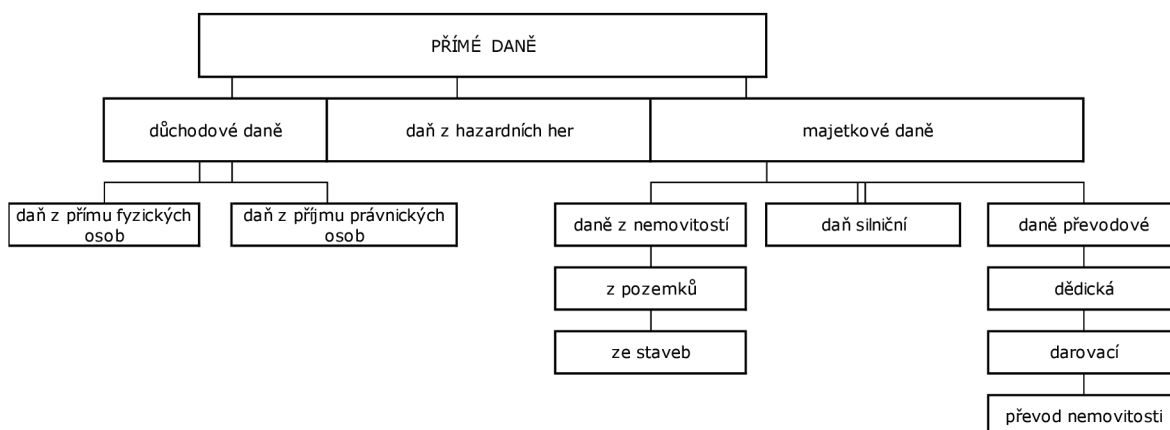 PŘÍMÉ DANĚ
důchodové daně
daň z hazardních her
majetkové daně
daň z přímu fyzických
osob
daň z příjmu právnických
osob
daně z nemovitostí
daň silniční
daně převodové
z pozemků
dědická
ze staveb
darovací
převod nemovitosti